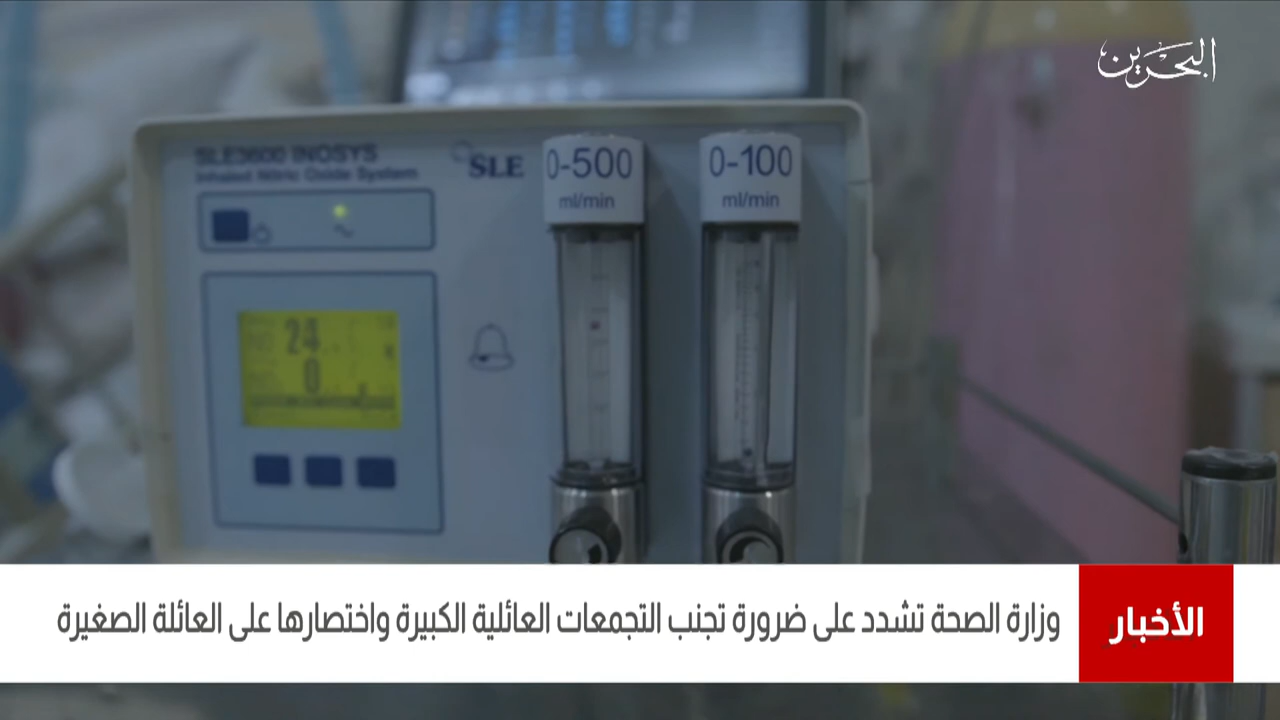 البحرين
SLE3600 INOSYS
Inhaled Nitric Oxide System
SLE
0-500
ml/min
0-100
ml/min
24
0
الأخبار
وزارة الصحة تشدد على ضرورة تجنب التجمعات العائلية الكبيرة واختصارها على العائلة الصغيرة